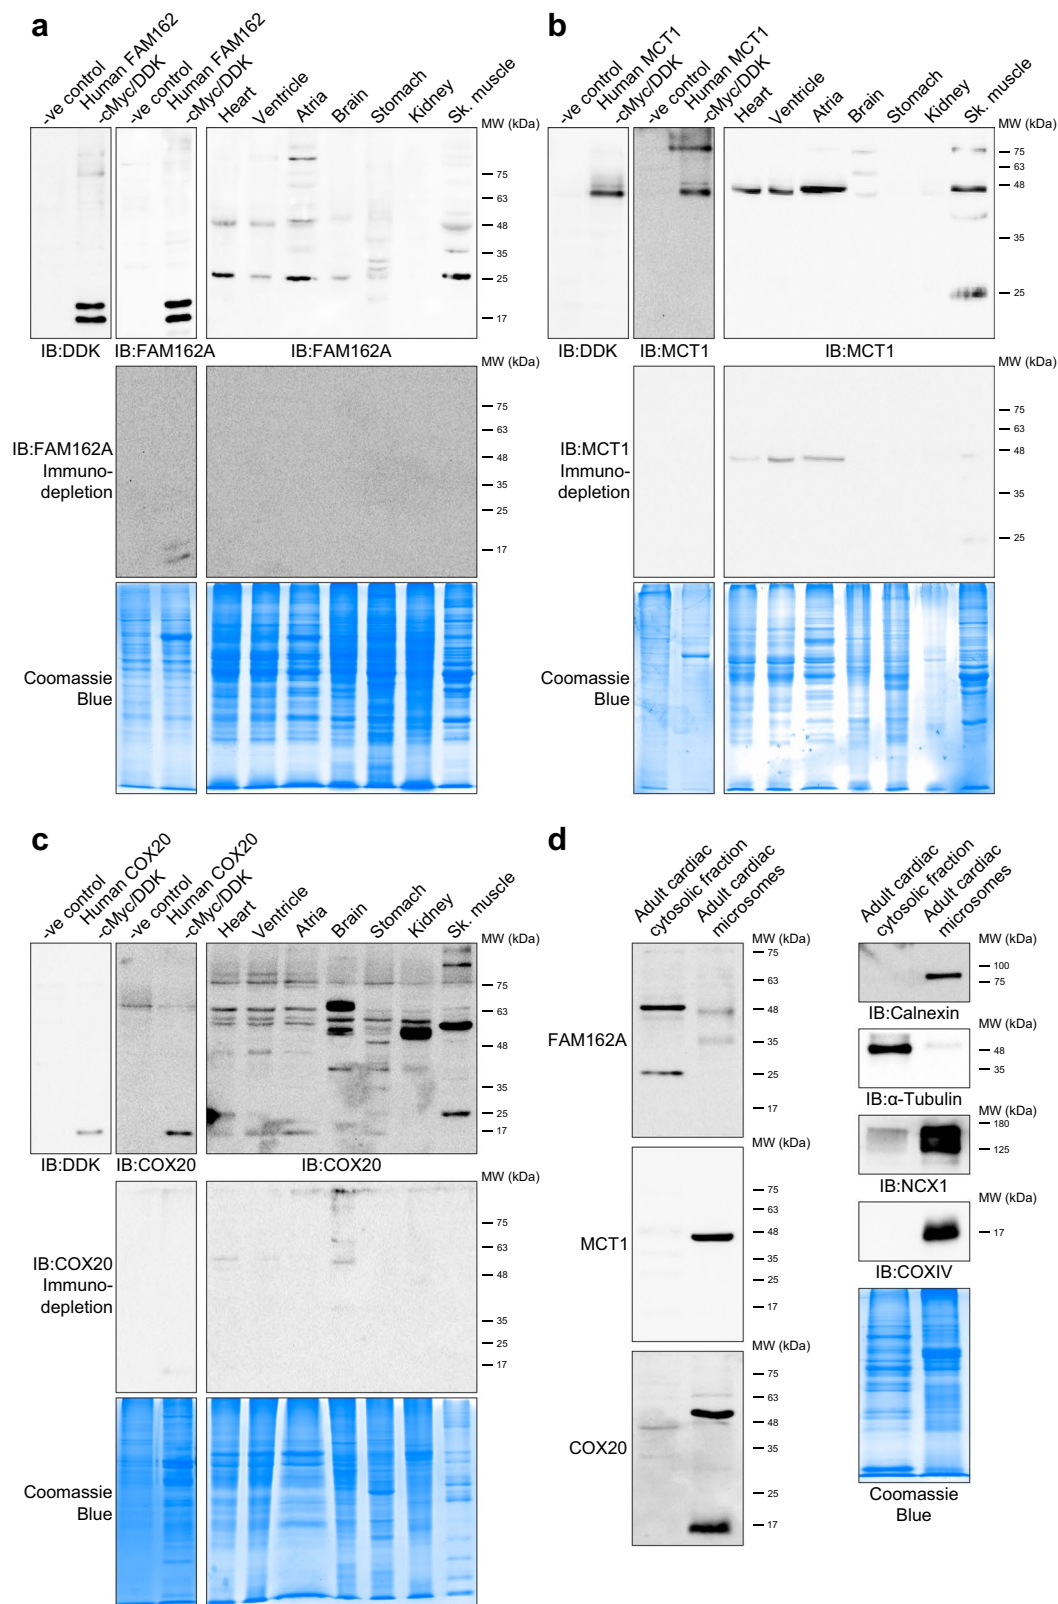 a
-ve control
Human FAM162
-cMyc/DDK
-ve control
Human FAM162
-cMyc/DDK
Heart
Ventricle
Atria
Brain
Stomach
Kidney
Sk. muscle
MW (kDa)
75
63
48
35
25
17
IB:DDK
IB:FAM162A
IB:FAM162A
MW (kDa)
IB:FAM162A
Immuno-
depletion
75
63
48
35
25
17
Coomassie
Blue
b
-ve control
Human MCT1
-cMyc/DDK
-ve control
Human MCT1
-cMyc/DDK
Heart
Ventricle
Atria
Brain
Stomach
Kidney
Sk. muscle
MW (kDa)
75
63
48
35
25
IB:DDK
IB:MCT1
IB:MCT1
MW (kDa)
IB:MCT1
Immuno-
depletion
75
63
48
35
25
Coomassie
Blue
c
-ve control
Human COX20
-cMyc/DDK
-ve control
Human COX20
-cMyc/DDK
Heart
Ventricle
Atria
Brain
Stomach
Kidney
Sk. muscle
MW (kDa)
75
63
48
35
25
17
IB:DDK
IB:COX20
IB:COX20
MW (kDa)
IB:COX20
Immuno-
depletion
75
63
48
35
25
17
Coomassie
Blue
d
Adult cardiac
cytosolic fraction
Adult cardiac
microsomes
MW (kDa)
FAM162A
75
63
48
35
25
17
MW (kDa)
MCT1
75
63
48
35
25
17
MW (kDa)
COX20
75
63
48
35
25
17
Adult cardiac
cytosolic fraction
Adult cardiac
microsomes
MW (kDa)
100
75
IB:Calnexin
MW (kDa)
48
35
IB:α-Tubulin
MW (kDa)
180
125
IB:NCX1
MW (kDa)
17
IB:COXIV
Coomassie
Blue